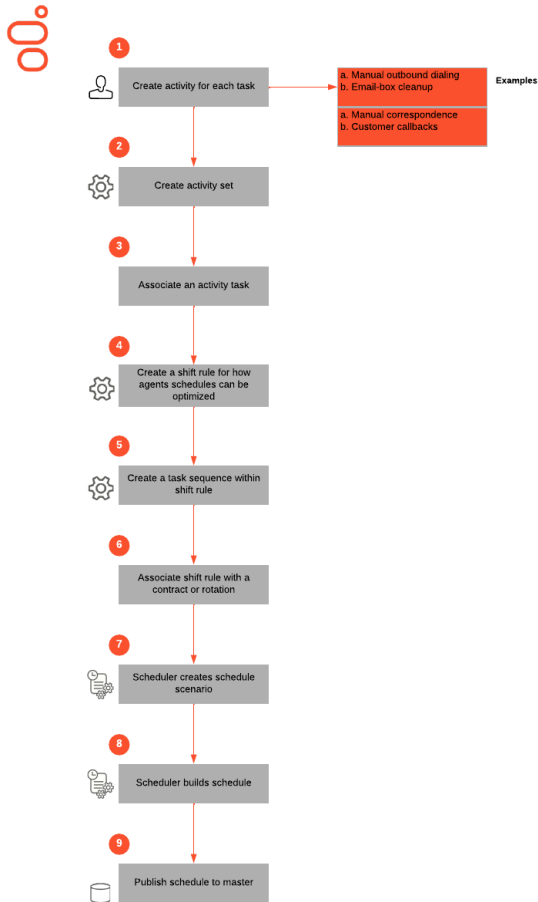 1
Create activity for each task
a. Manual outbound dialing
b. Email-box cleanup
Examples
a. Manual correspondence
b. Customer callbacks
2
Create activity set
3
Associate an activity task
4
Create a shift rule for how
agents schedules can be
optimized
5
Create a task sequence within
shift rule
6
Associate shift rule with a
contract or rotation
7
Scheduler creates schedule
scenario
8
Scheduler builds schedule
9
Publish schedule to master